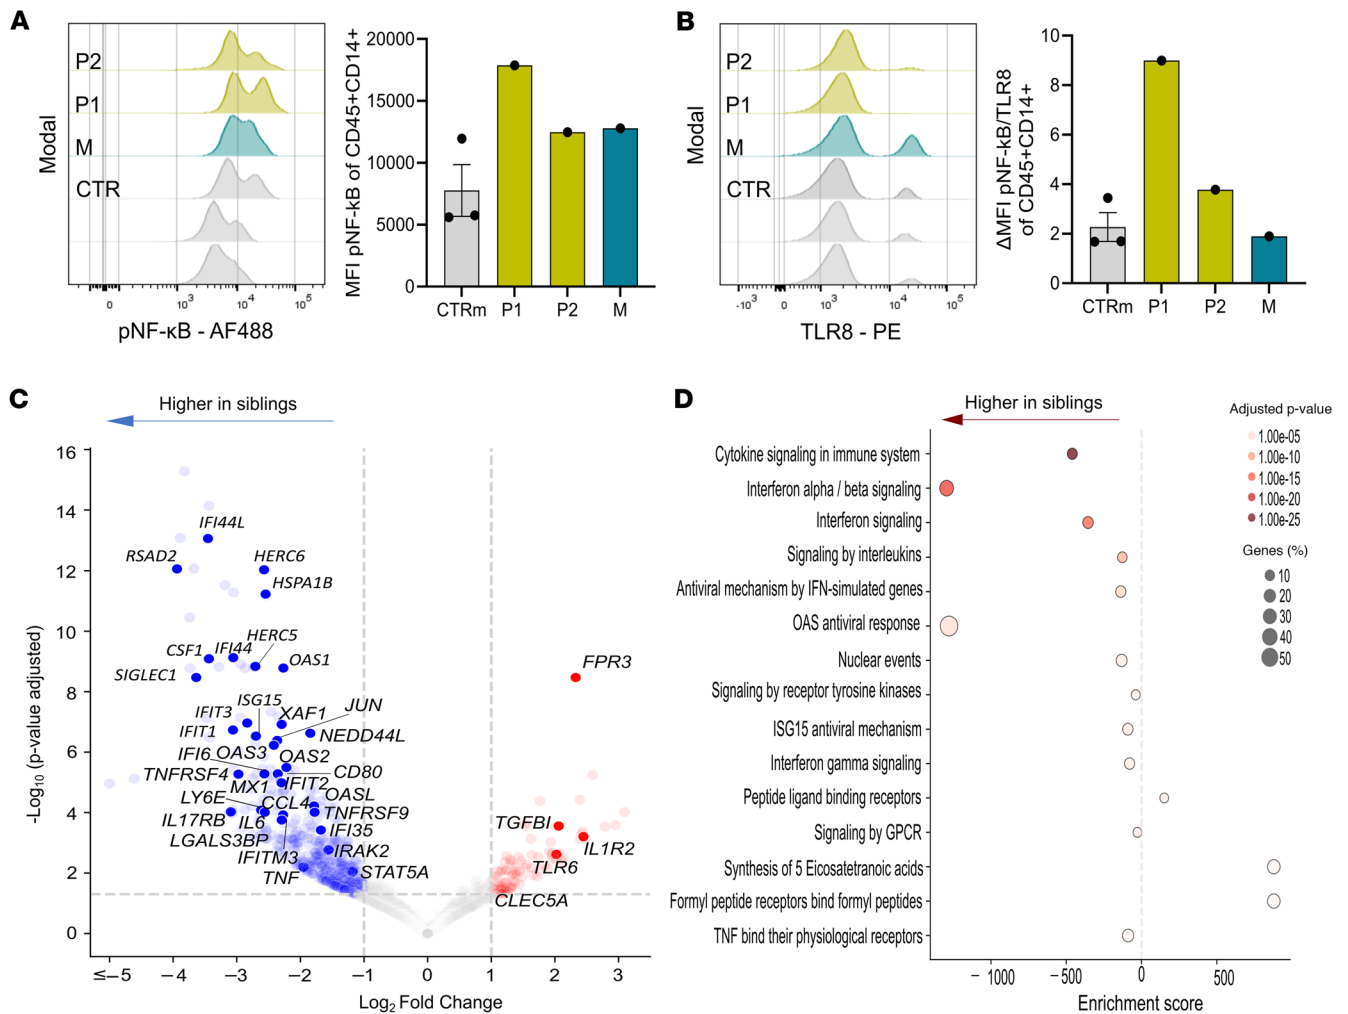 A
P2
P1
M
CTR
Modal
0
10³
10⁴
10⁵
pNF-κB - AF488
MFI pNF-kB of CD45+CD14+
20000
15000
10000
5000
0
CTRm
P1
P2
M
B
P2
P1
M
CTR
Modal
-10³
0
10³
10⁴
10⁵
TLR8 - PE
ΔMFI pNF-kB/TLR8
of CD45+CD14+
10
8
6
4
2
0
CTRm
P1
P2
M
C
Higher in siblings
-Log₁₀ (p-value adjusted)
16
14
12
10
8
6
4
2
0
IFI44L
RSAD2
HERC6
HSPA1B
HERC5
CSF1
IFI44
OAS1
SIGLEC1
FPR3
ISG15
IFIT3
XAF1
JUN
IFIT1
NEDD44L
IFI6
OAS3
OAS2
TNFRSF4
CD80
MX1
IFIT2
LY6E
CCL4
OASL
IL17RB
IL6
TNFRSF9
LGALS3BP
IFI35
IFITM3
IRAK2
TNF
STAT5A
TGFBI
IL1R2
TLR6
CLEC5A
≤−5
−4
−3
−2
−1
0
1
2
3
Log₂ Fold Change
D
Higher in siblings
Cytokine signaling in immune system
Interferon alpha / beta signaling
Interferon signaling
Signaling by interleukins
Antiviral mechanism by IFN-simulated genes
OAS antiviral response
Nuclear events
Signaling by receptor tyrosine kinases
ISG15 antiviral mechanism
Interferon gamma signaling
Peptide ligand binding receptors
Signaling by GPCR
Synthesis of 5 Eicosatetranoic acids
Formyl peptide receptors bind formyl peptides
TNF bind their physiological receptors
− 1000
−500
0
500
Enrichment score
Adjusted p-value
1.00e-05
1.00e-10
1.00e-15
1.00e-20
1.00e-25
Genes (%)
10
20
30
40
50